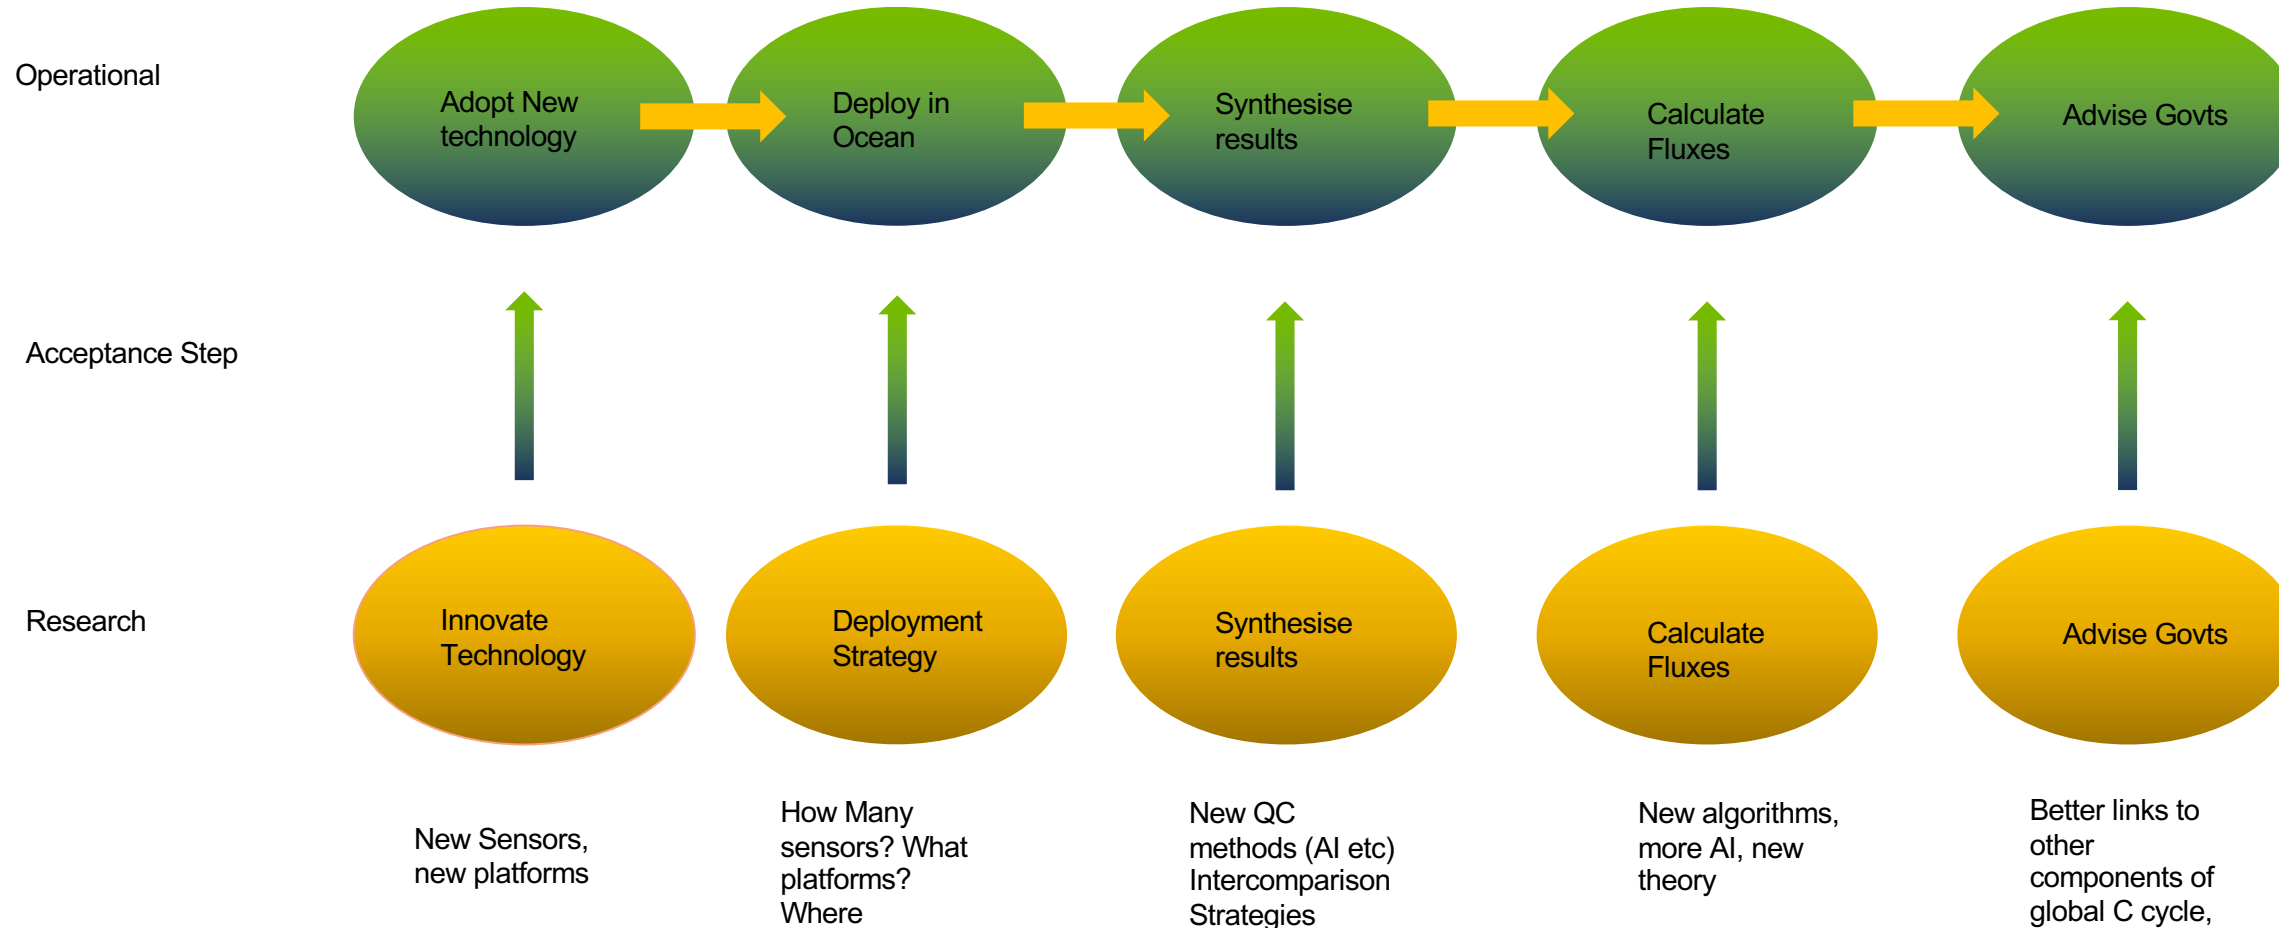 Operational
Adopt New
technology
Deploy in
Ocean
Synthesise
results
Calculate
Fluxes
Advise Govts
Acceptance Step
Research
Innovate
Technology
Deployment
Strategy
Synthesise
results
Calculate
Fluxes
Advise Govts
New Sensors,
new platforms
How Many
sensors? What
platforms?
Where
New QC
methods (AI etc)
Intercomparison
Strategies
New algorithms,
more AI, new
theory
Better links to
other
components of
global C cycle,